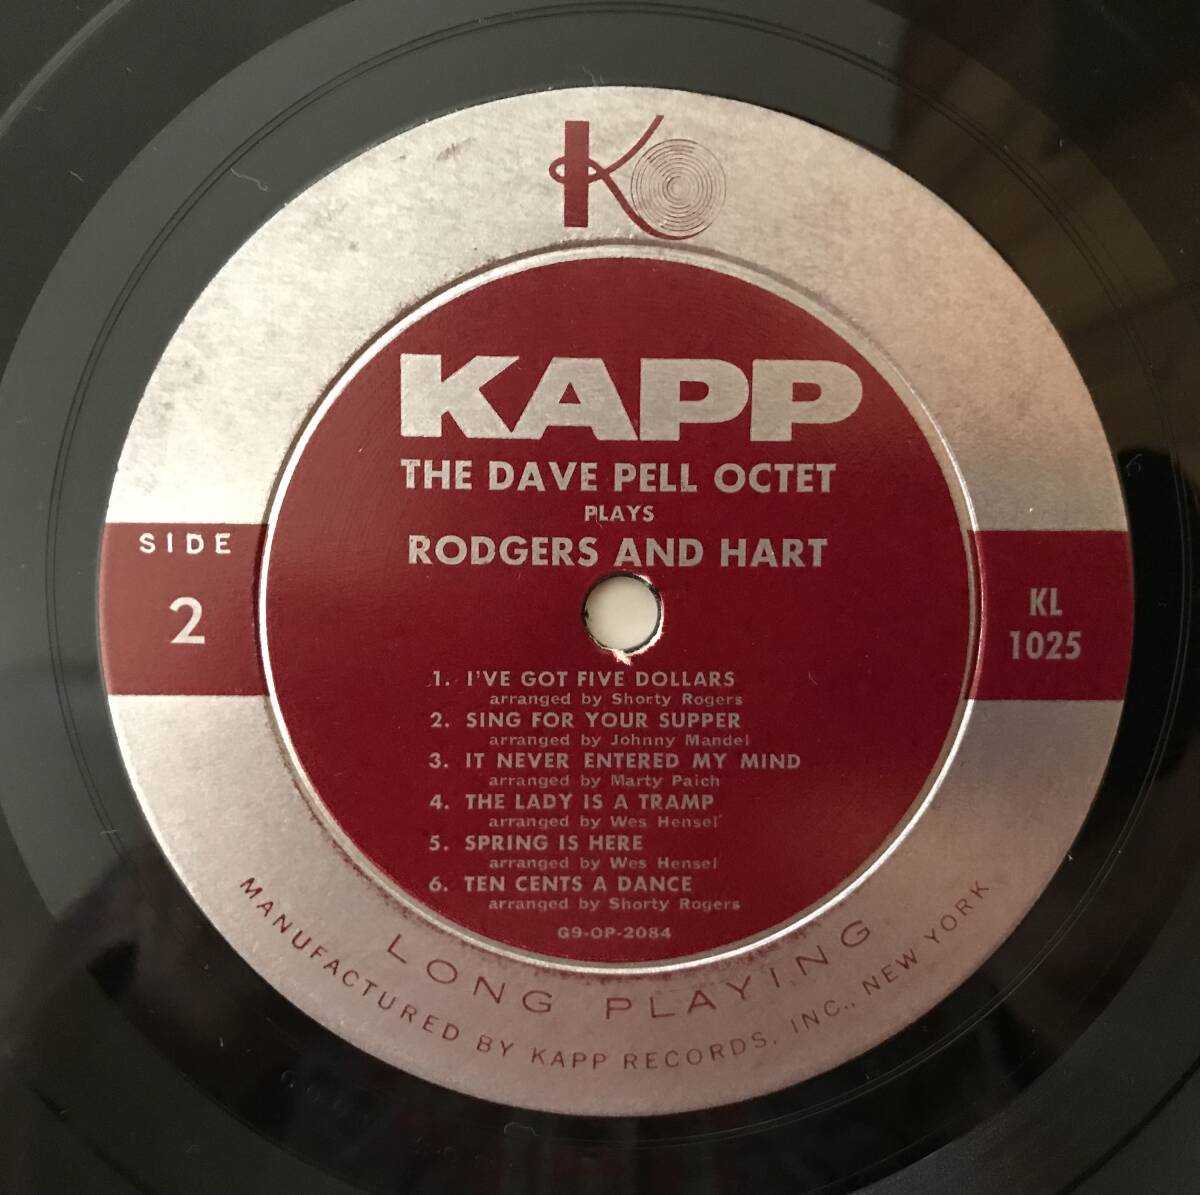 K
KAPP
THE DAVE PELL OCTET
PLAYS
RODGERS AND HART
SIDE
2
KL
1025
1. I'VE GOT FIVE DOLLARS
arranged by Shorty Rogers
2. SING FOR YOUR SUPPER
arranged by Johnny Mandel
3. IT NEVER ENTERED MY MIND
arranged by Marty Paich
4. THE LADY IS A TRAMP
arranged by Wes Hensel
5. SPRING IS HERE
arranged by Wes Hensel
6. TEN CENTS A DANCE
arranged by Shorty Rogers
G9-OP-2084
LONG PLAYING
MANUFACTURED BY KAPP RECORDS, INC., NEW YORK